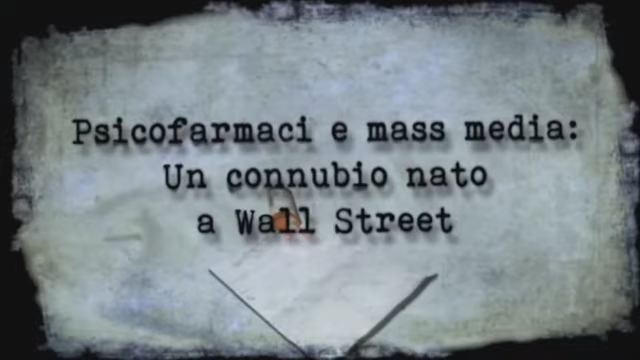 Psicofarmaci e mass media:
Un connubio nato
a Wall Street